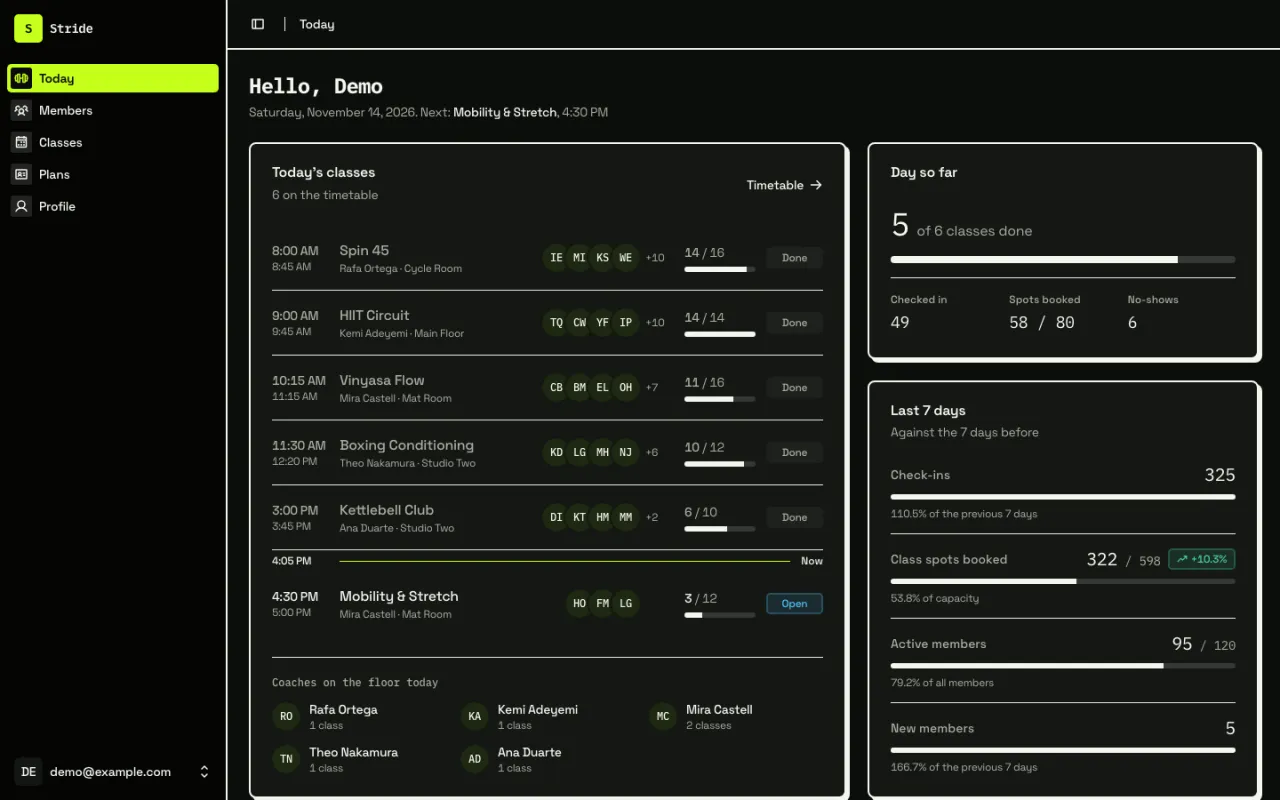 S Stride
Today
Members
Classes
Plans
Profile
DE demo@example.com
Today
Hello, Demo
Saturday, November 14, 2026. Next: Mobility & Stretch, 4:30 PM
Today's classes
6 on the timetable
Timetable →
8:00 AM Spin 45 IE MI KS WE +10 14 / 16 Done
8:45 AM Rafa Ortega · Cycle Room
9:00 AM HIIT Circuit TQ CW YF IP +10 14 / 14 Done
9:45 AM Kemi Adeyemi · Main Floor
10:15 AM Vinyasa Flow CB BM EL OH +7 11 / 16 Done
11:15 AM Mira Castell · Mat Room
11:30 AM Boxing Conditioning KD LG MH NJ +6 10 / 12 Done
12:20 PM Theo Nakamura · Studio Two
3:00 PM Kettlebell Club DI KT HM MM +2 6 / 10 Done
3:45 PM Ana Duarte · Studio Two
4:05 PM Now
4:30 PM Mobility & Stretch HO FM LG 3 / 12 Open
5:00 PM Mira Castell · Mat Room
Coaches on the floor today
RO Rafa Ortega 1 class
KA Kemi Adeyemi 1 class
MC Mira Castell 2 classes
TN Theo Nakamura 1 class
AD Ana Duarte 1 class
Day so far
5 of 6 classes done
Checked in Spots booked No-shows
49 58 / 80 6
Last 7 days
Against the 7 days before
Check-ins 325
110.5% of the previous 7 days
Class spots booked 322 / 598 +10.3%
53.8% of capacity
Active members 95 / 120
79.2% of all members
New members 5
166.7% of the previous 7 days